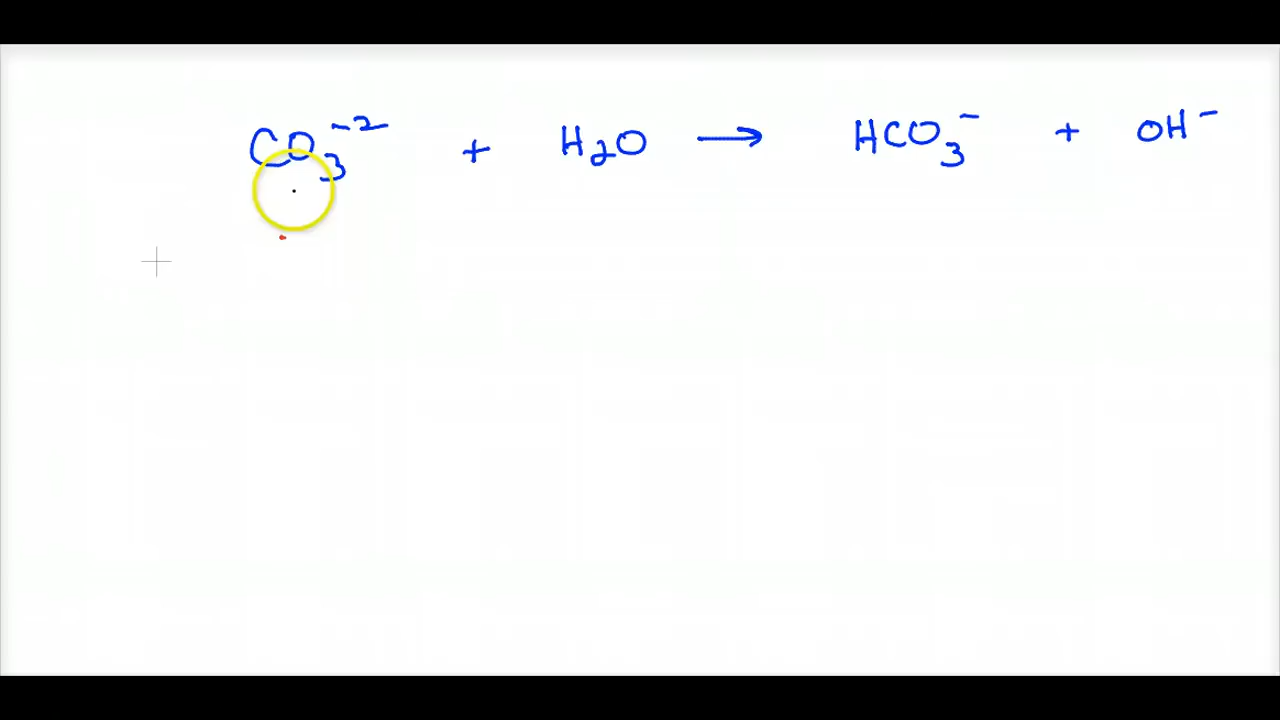 CO₃⁻² + H₂O → HCO₃⁻ + OH⁻